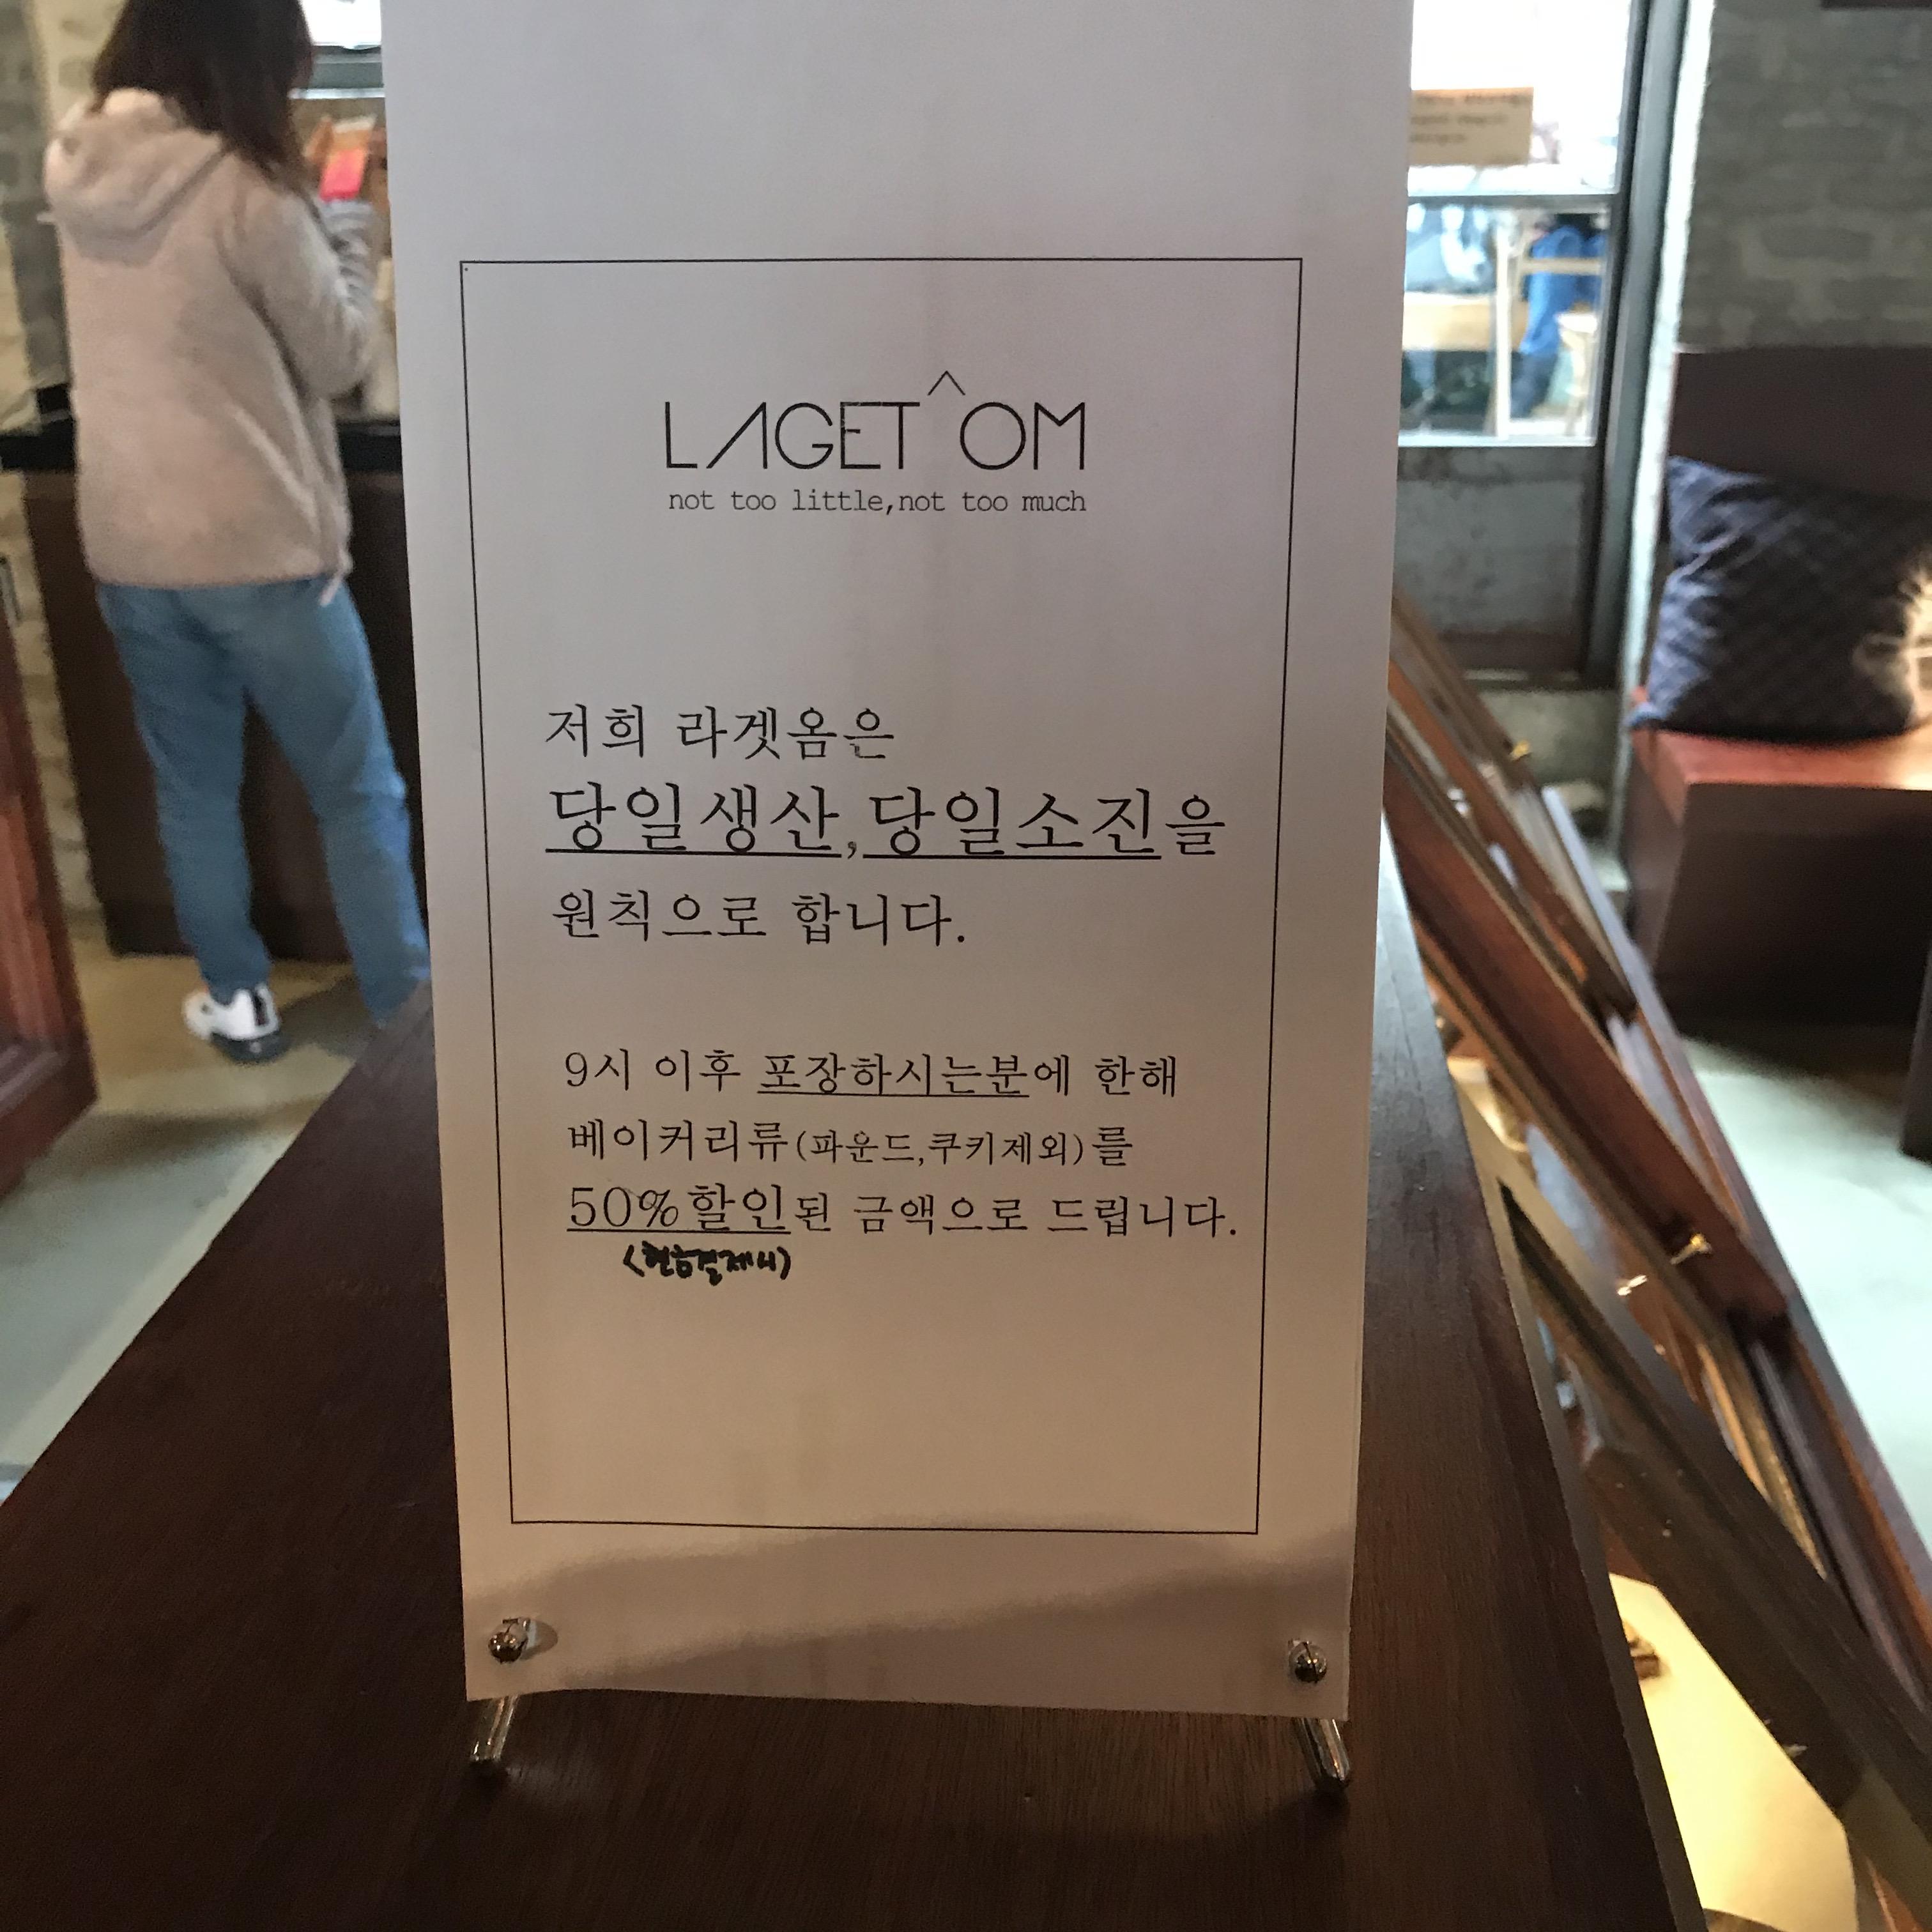 LAGETÔM
not too little, not too much
저희 라겟옴은
당일생산, 당일소진을
원칙으로 합니다.
9시 이후 포장하시는분에 한해
베이커리류(파운드,쿠키제외)를
50% 할인된 금액으로 드립니다.
(현금결제시)